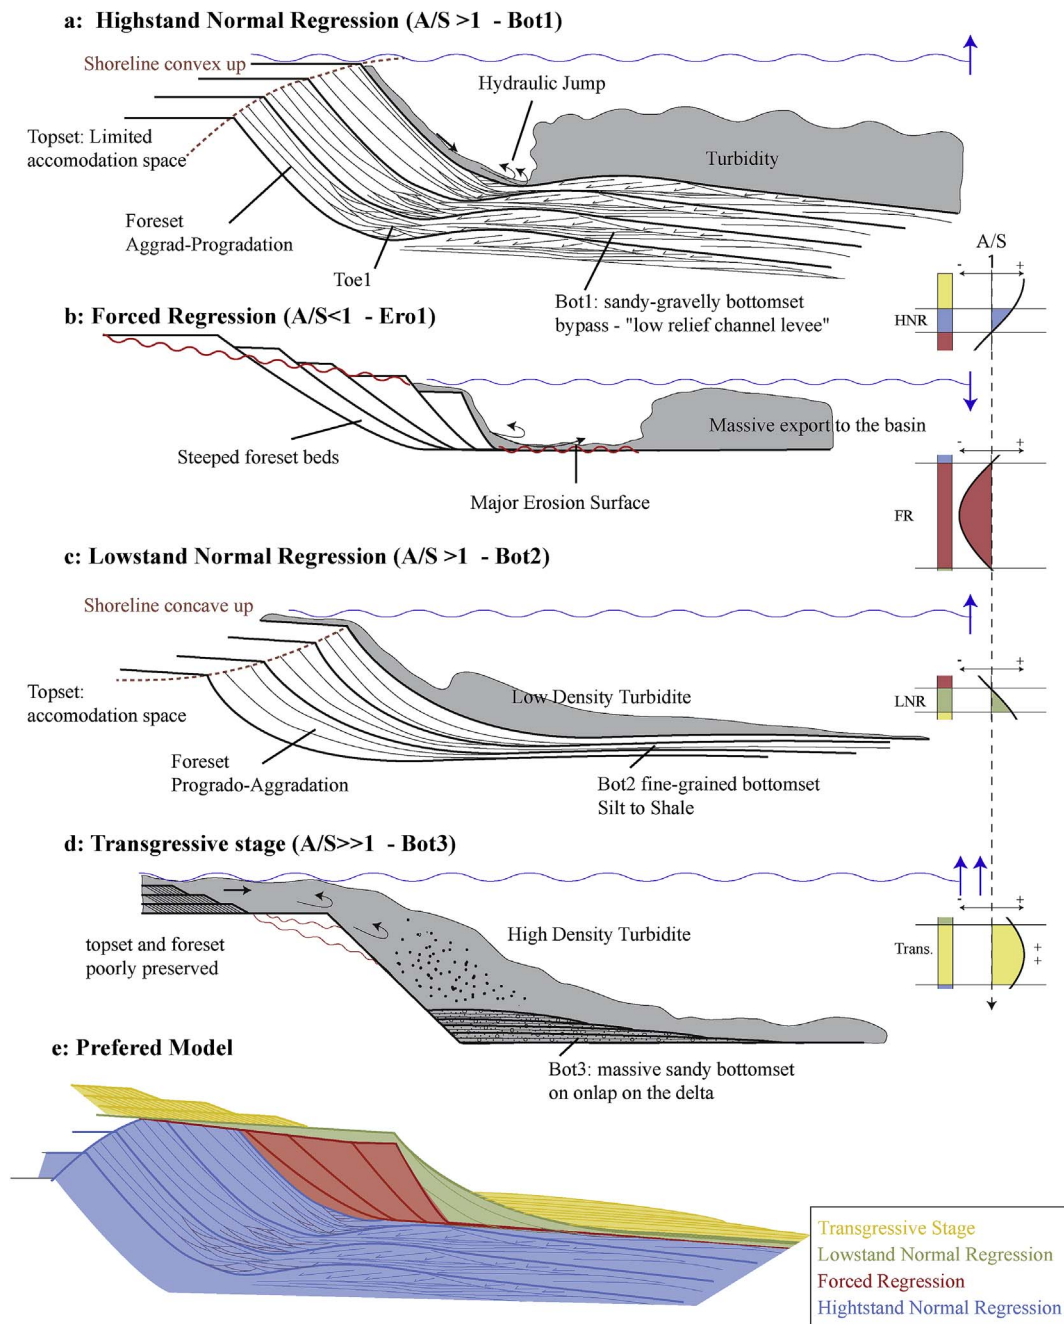 a: Highstand Normal Regression (A/S >1 - Bot1)
Shoreline convex up
Hydraulic Jump
Topset: Limited
accomodation space
Turbidity
Foreset
Aggrad-Progradation
Toe1
Bot1: sandy-gravelly bottomset
bypass - "low relief channel levee"
A/S
- 1 +
HNR
b: Forced Regression (A/S<1 - Ero1)
Massive export to the basin
Steeped foreset beds
Major Erosion Surface
- +
FR
c: Lowstand Normal Regression (A/S >1 - Bot2)
Shoreline concave up
Topset:
accomodation space
Low Density Turbidite
- +
LNR
Foreset
Progrado-Aggradation
Bot2 fine-grained bottomset
Silt to Shale
d: Transgressive stage (A/S>>1 - Bot3)
- +
topset and foreset
poorly preserved
High Density Turbidite
Trans.
+
+
Bot3: massive sandy bottomset
on onlap on the delta
e: Prefered Model
Transgressive Stage
Lowstand Normal Regression
Forced Regression
Hightstand Normal Regression